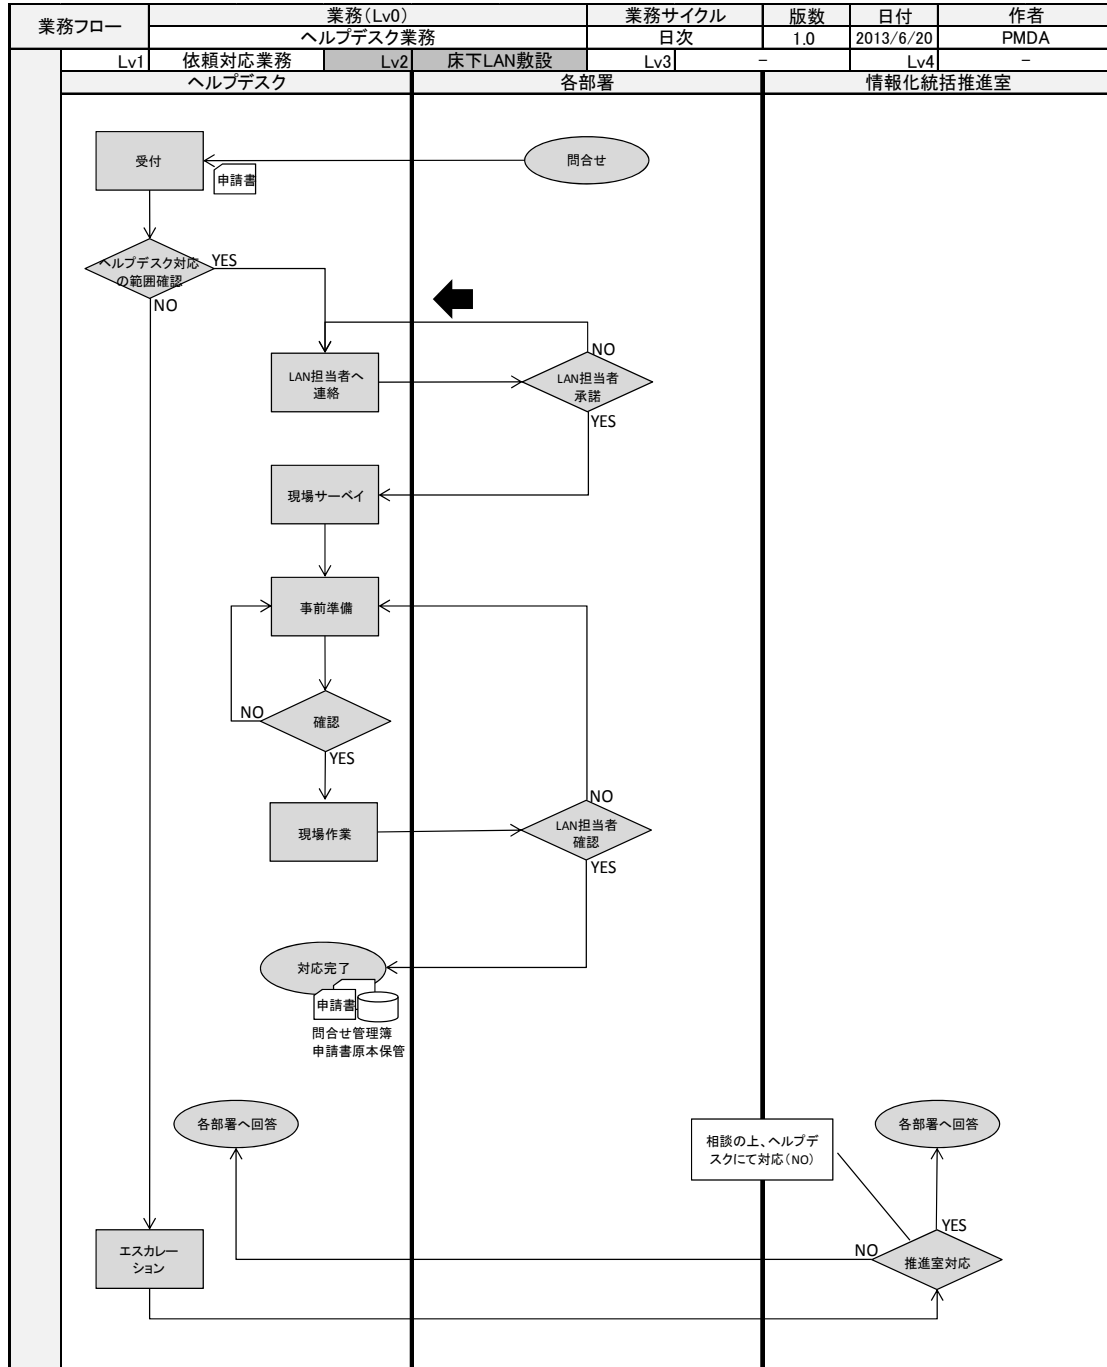 業務フロー
業務(Lv0)
業務サイクル
版数
日付
作者
ヘルプデスク業務
日次
1.0
2013/6/20
PMDA
Lv1
依頼対応業務
Lv2
床下LAN敷設
Lv3
-
Lv4
-
ヘルプデスク
各部署
情報化統括推進室
受付
申請書
問合せ
ヘルプデスク対応
の範囲確認
YES
NO
LAN担当者へ
連絡
NO
LAN担当者
承諾
YES
現場サーベイ
事前準備
NO
確認
YES
現場作業
NO
LAN担当者
確認
YES
対応完了
申請書
問合せ管理簿
申請書原本保管
各部署へ回答
相談の上、ヘルプデ
スクにて対応(NO)
各部署へ回答
エスカレー
ション
YES
NO
推進室対応